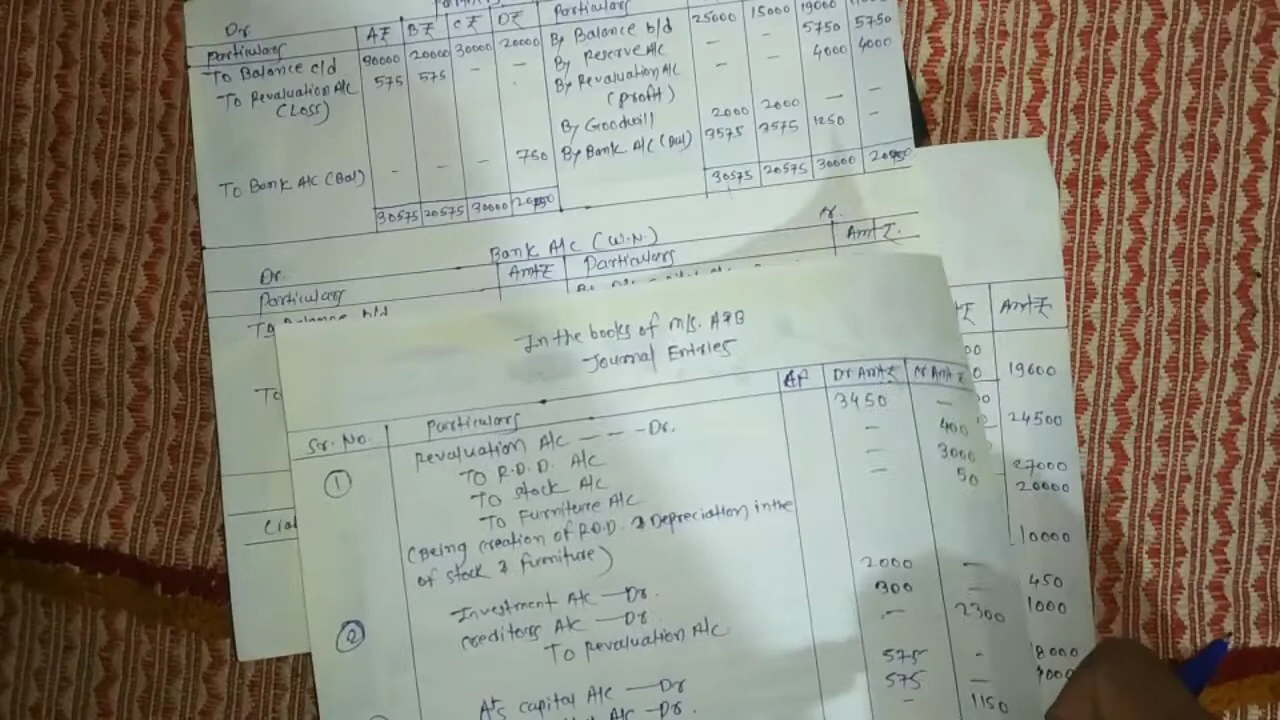 Dr
Particulars A₹ B₹ C₹ D₹ Particulars
To Balance c/d 90000 20000 30000 20000 By Balance b/d 25000 15000 19000
To Revaluation A/c 575 575 - - By Reserve A/c - - 5750 5750
(Loss) By Revaluation A/c - - 4000 4000
(profit)
By Goodwill 2000 2000 - -
To Bank A/c (Bal) - - - 750 By Bank A/c (Bal) 3575 3575 1250 -
30575 20575 30000 20750 30575 20575 30000 20750
Bank A/c (W.N.)
Dr. Cr.
Particulars Amt₹ Particulars Amt₹.
To Balance b/d
To
In the books of M/s. A & B
Journal Entries
Sr. No. Particulars LF Dr Amt₹ Cr Amt₹
① Revaluation A/c - - - Dr. 3450 -
To R.D.D. A/c - 400
To Stock A/c - 3000
To Furniture A/c - 50
(Being creation of R.D.D. & Depreciation in the
of stock & furniture)
② Investment A/c — Dr. 2000 -
Creditors A/c — Dr. 300 -
To Revaluation A/c - 2300
A's capital A/c — Dr 575 -
A/c — Dr. 575 -
1150
Amt₹
19600
24500
27000
20000
10000
450
1000
8000